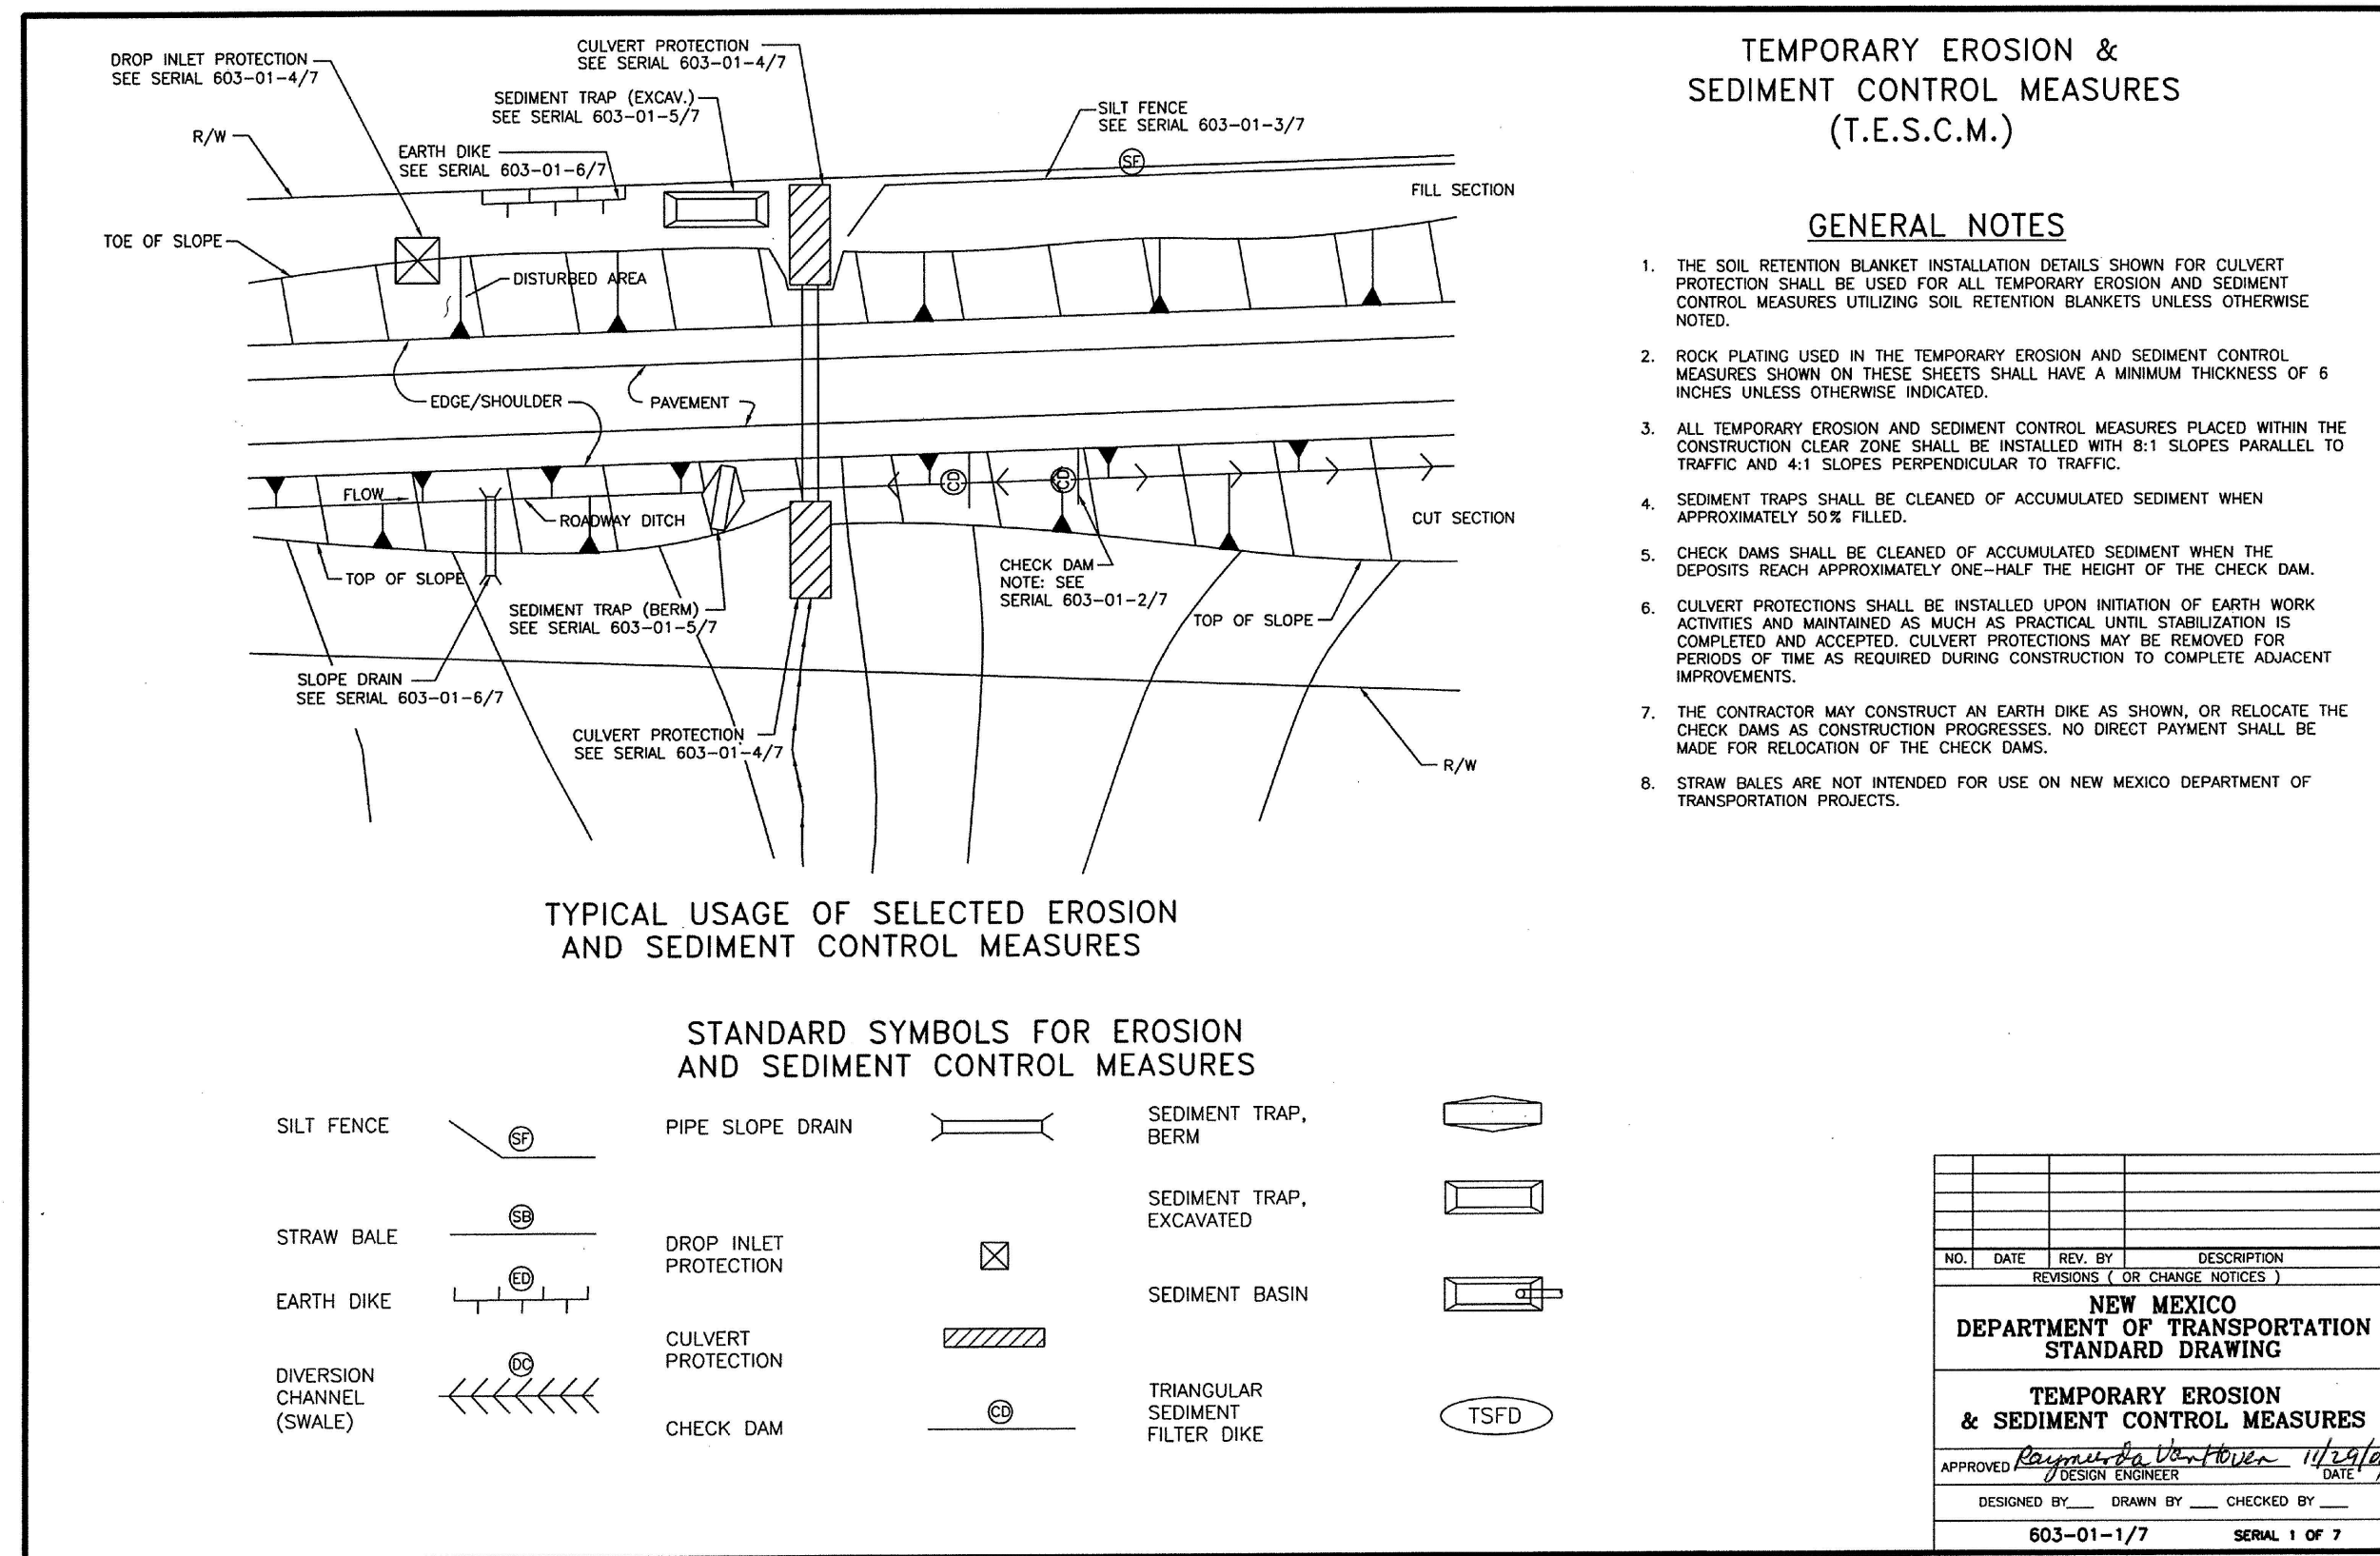 DROP INLET PROTECTION
SEE SERIAL 603-01-4/7
CULVERT PROTECTION
SEE SERIAL 603-01-4/7
SEDIMENT TRAP (EXCAV.)
SEE SERIAL 603-01-5/7
SILT FENCE
SEE SERIAL 603-01-3/7
R/W
EARTH DIKE
SEE SERIAL 603-01-6/7
SF
FILL SECTION
TOE OF SLOPE
DISTURBED AREA
EDGE/SHOULDER
PAVEMENT
FLOW
CD
CD
ROADWAY DITCH
CUT SECTION
TOP OF SLOPE
CHECK DAM
NOTE: SEE
SERIAL 603-01-2/7
SEDIMENT TRAP (BERM)
SEE SERIAL 603-01-5/7
TOP OF SLOPE
SLOPE DRAIN
SEE SERIAL 603-01-6/7
CULVERT PROTECTION
SEE SERIAL 603-01-4/7
R/W
TYPICAL USAGE OF SELECTED EROSION
AND SEDIMENT CONTROL MEASURES
TEMPORARY EROSION &
SEDIMENT CONTROL MEASURES
(T.E.S.C.M.)
GENERAL NOTES
1. THE SOIL RETENTION BLANKET INSTALLATION DETAILS SHOWN FOR CULVERT
PROTECTION SHALL BE USED FOR ALL TEMPORARY EROSION AND SEDIMENT
CONTROL MEASURES UTILIZING SOIL RETENTION BLANKETS UNLESS OTHERWISE
NOTED.
2. ROCK PLATING USED IN THE TEMPORARY EROSION AND SEDIMENT CONTROL
MEASURES SHOWN ON THESE SHEETS SHALL HAVE A MINIMUM THICKNESS OF 6
INCHES UNLESS OTHERWISE INDICATED.
3. ALL TEMPORARY EROSION AND SEDIMENT CONTROL MEASURES PLACED WITHIN THE
CONSTRUCTION CLEAR ZONE SHALL BE INSTALLED WITH 8:1 SLOPES PARALLEL TO
TRAFFIC AND 4:1 SLOPES PERPENDICULAR TO TRAFFIC.
4. SEDIMENT TRAPS SHALL BE CLEANED OF ACCUMULATED SEDIMENT WHEN
APPROXIMATELY 50% FILLED.
5. CHECK DAMS SHALL BE CLEANED OF ACCUMULATED SEDIMENT WHEN THE
DEPOSITS REACH APPROXIMATELY ONE-HALF THE HEIGHT OF THE CHECK DAM.
6. CULVERT PROTECTIONS SHALL BE INSTALLED UPON INITIATION OF EARTH WORK
ACTIVITIES AND MAINTAINED AS MUCH AS PRACTICAL UNTIL STABILIZATION IS
COMPLETED AND ACCEPTED. CULVERT PROTECTIONS MAY BE REMOVED FOR
PERIODS OF TIME AS REQUIRED DURING CONSTRUCTION TO COMPLETE ADJACENT
IMPROVEMENTS.
7. THE CONTRACTOR MAY CONSTRUCT AN EARTH DIKE AS SHOWN, OR RELOCATE THE
CHECK DAMS AS CONSTRUCTION PROGRESSES. NO DIRECT PAYMENT SHALL BE
MADE FOR RELOCATION OF THE CHECK DAMS.
8. STRAW BALES ARE NOT INTENDED FOR USE ON NEW MEXICO DEPARTMENT OF
TRANSPORTATION PROJECTS.
STANDARD SYMBOLS FOR EROSION
AND SEDIMENT CONTROL MEASURES
SILT FENCE
SF
STRAW BALE
SB
EARTH DIKE
ED
DIVERSION
CHANNEL
(SWALE)
DC
PIPE SLOPE DRAIN
DROP INLET
PROTECTION
CULVERT
PROTECTION
CHECK DAM
CD
SEDIMENT TRAP,
BERM
SEDIMENT TRAP,
EXCAVATED
SEDIMENT BASIN
TRIANGULAR
SEDIMENT
FILTER DIKE
TSFD
NO. DATE REV. BY DESCRIPTION
REVISIONS ( OR CHANGE NOTICES )
NEW MEXICO
DEPARTMENT OF TRANSPORTATION
STANDARD DRAWING
TEMPORARY EROSION
& SEDIMENT CONTROL MEASURES
APPROVED Raymunda VanHoven 11/29/
DESIGN ENGINEER DATE
DESIGNED BY___ DRAWN BY ___ CHECKED BY ___
603-01-1/7 SERIAL 1 OF 7